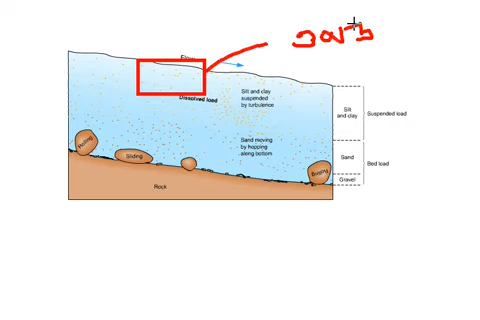 Flow
Silt and clay
suspended
by turbulence
Dissolved load
Silt
and clay
Suspended load
Sand moving
by hopping
along bottom
Rolling
Sliding
Sand
Bed load
Gravel
Rock